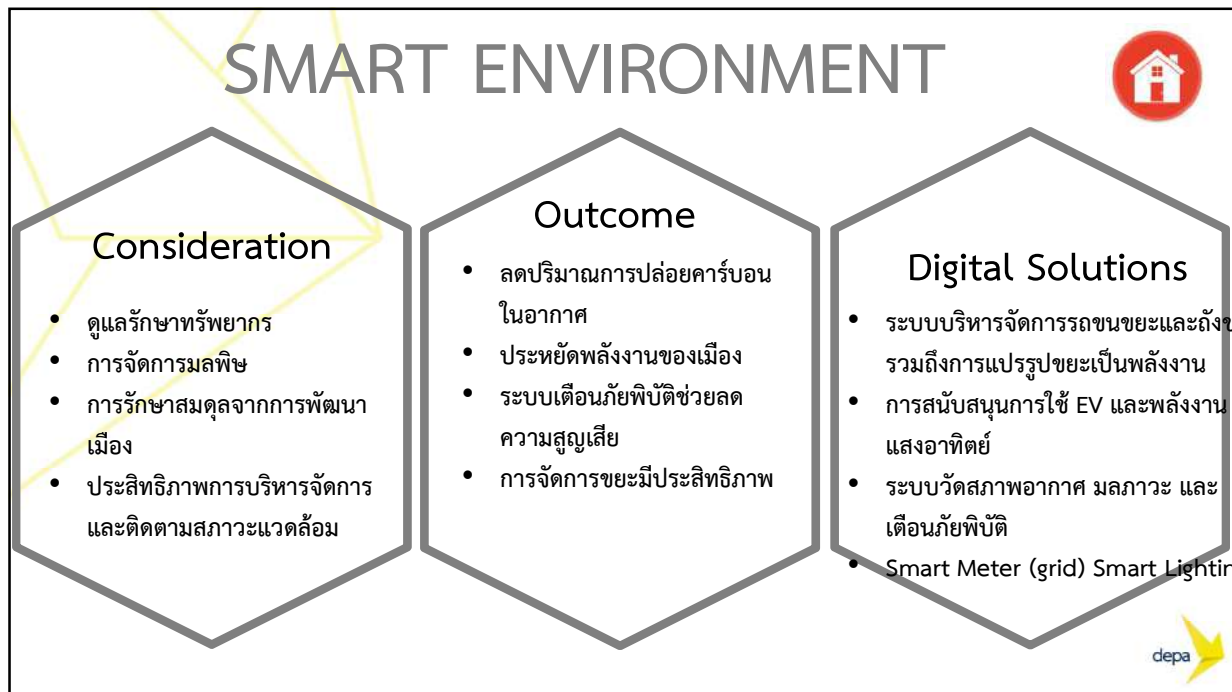 SMART ENVIRONMENT
Consideration
• ดูแลรักษาทรัพยากร
• การจัดการมลพิษ
• การรักษาสมดุลจากการพัฒนา
เมือง
• ประสิทธิภาพการบริหารจัดการ
และติดตามสภาวะแวดล้อม
Outcome
• ลดปริมาณการปล่อยคาร์บอน
ในอากาศ
• ประหยัดพลังงานของเมือง
• ระบบเตือนภัยพิบัติช่วยลด
ความสูญเสีย
• การจัดการขยะมีประสิทธิภาพ
Digital Solutions
• ระบบบริหารจัดการรถขนขยะและถัง
รวมถึงการแปรรูปขยะเป็นพลังงาน
• การสนับสนุนการใช้ EV และพลังงาน
แสงอาทิตย์
• ระบบวัดสภาพอากาศ มลภาวะ และ
เตือนภัยพิบัติ
• Smart Meter (grid) Smart
depa